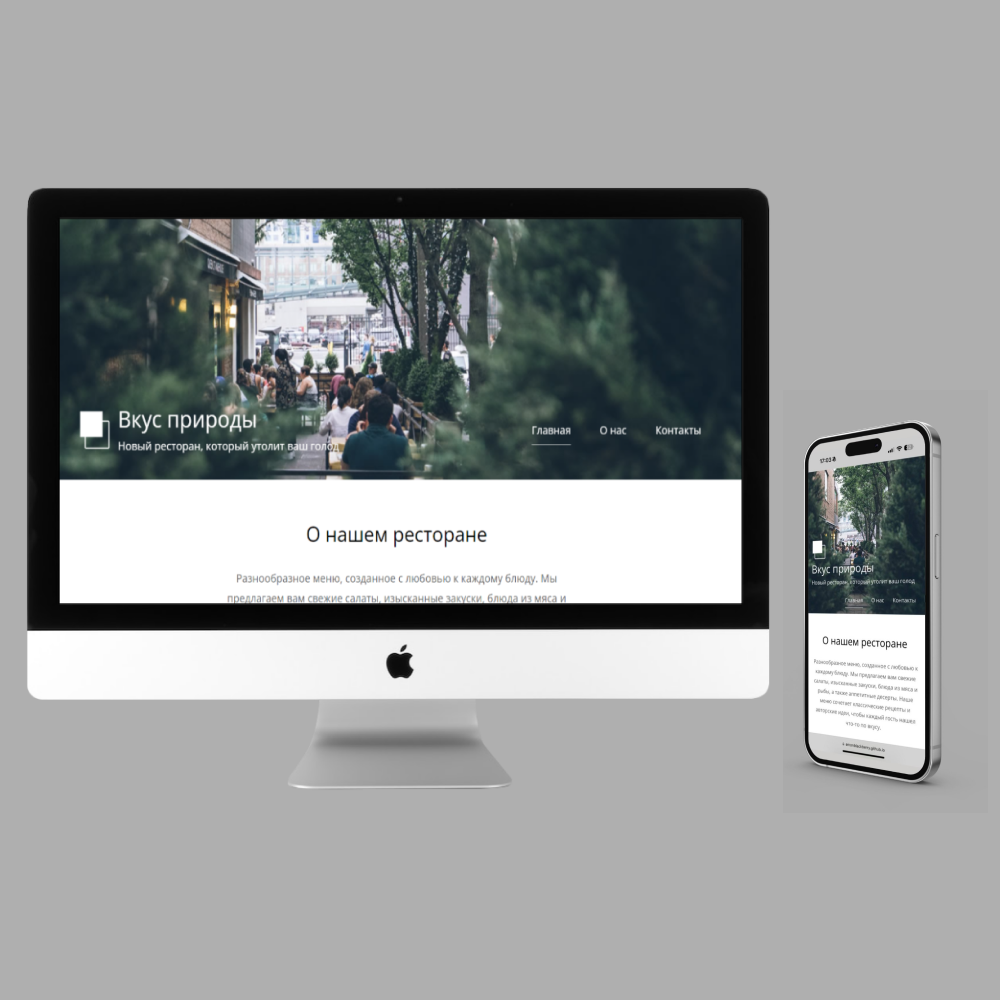 Вкус природы
Новый ресторан, который утолит ваш голод
Главная
О нас
Контакты
О нашем ресторане
Разнообразное меню, созданное с любовью к каждому блюду. Мы
предлагаем вам свежие салаты, изысканные закуски, блюда из мяса и
17:03
Вкус природы
Новый ресторан, который утолит ваш голод
Главная
О нас
Контакты
О нашем ресторане
Разнообразное меню, созданное с любовью к
каждому блюду. Мы предлагаем вам свежие
салаты, изысканные закуски, блюда из мяса и
рыбы, а также аппетитные десерты. Наше
меню сочетает классические рецепты и
авторские идеи, чтобы каждый гость нашел
что-то по вкусу.